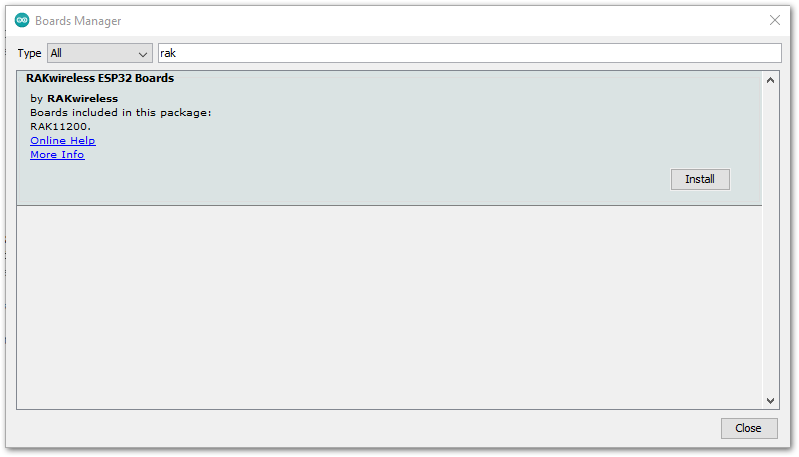 Boards Manager
Type All rak
RAKwireless ESP32 Boards
by RAKwireless
Boards included in this package:
RAK11200.
Online Help
More Info
Install
Close